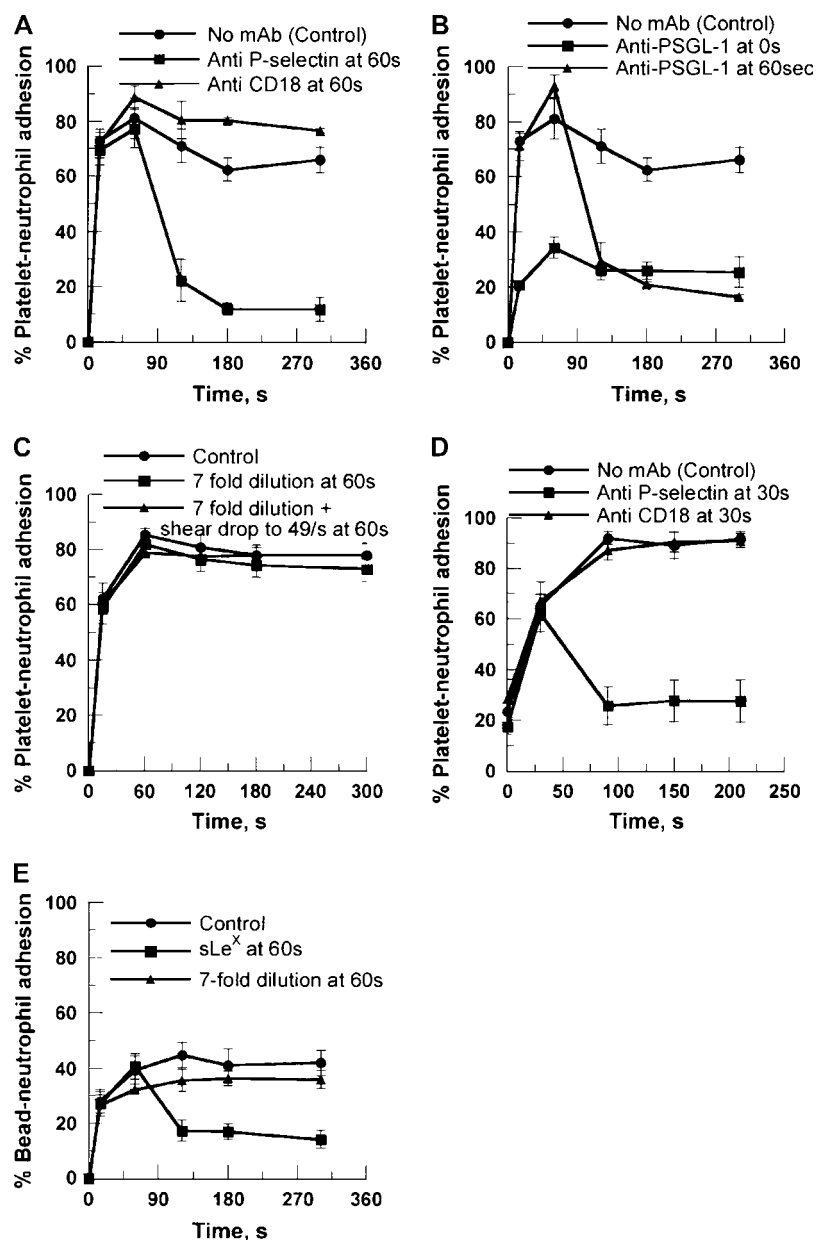 A
No mAb (Control)
Anti P-selectin at 60s
Anti CD18 at 60s
% Platelet-neutrophil adhesion
100
80
60
40
20
0
0 90 180 270 360
Time, s
B
No mAb (Control)
Anti-PSGL-1 at 0s
Anti-PSGL-1 at 60sec
% Platelet-neutrophil adhesion
100
80
60
40
20
0
0 90 180 270 360
Time, s
C
Control
7 fold dilution at 60s
7 fold dilution +
shear drop to 49/s at 60s
% Platelet-neutrophil adhesion
100
80
60
40
20
0
0 60 120 180 240 300
Time, s
D
No mAb (Control)
Anti P-selectin at 30s
Anti CD18 at 30s
% Platelet-neutrophil adhesion
100
80
60
40
20
0
0 50 100 150 200 250
Time, s
E
Control
sLeX at 60s
7-fold dilution at 60s
% Bead-neutrophil adhesion
100
80
60
40
20
0
0 90 180 270 360
Time, s